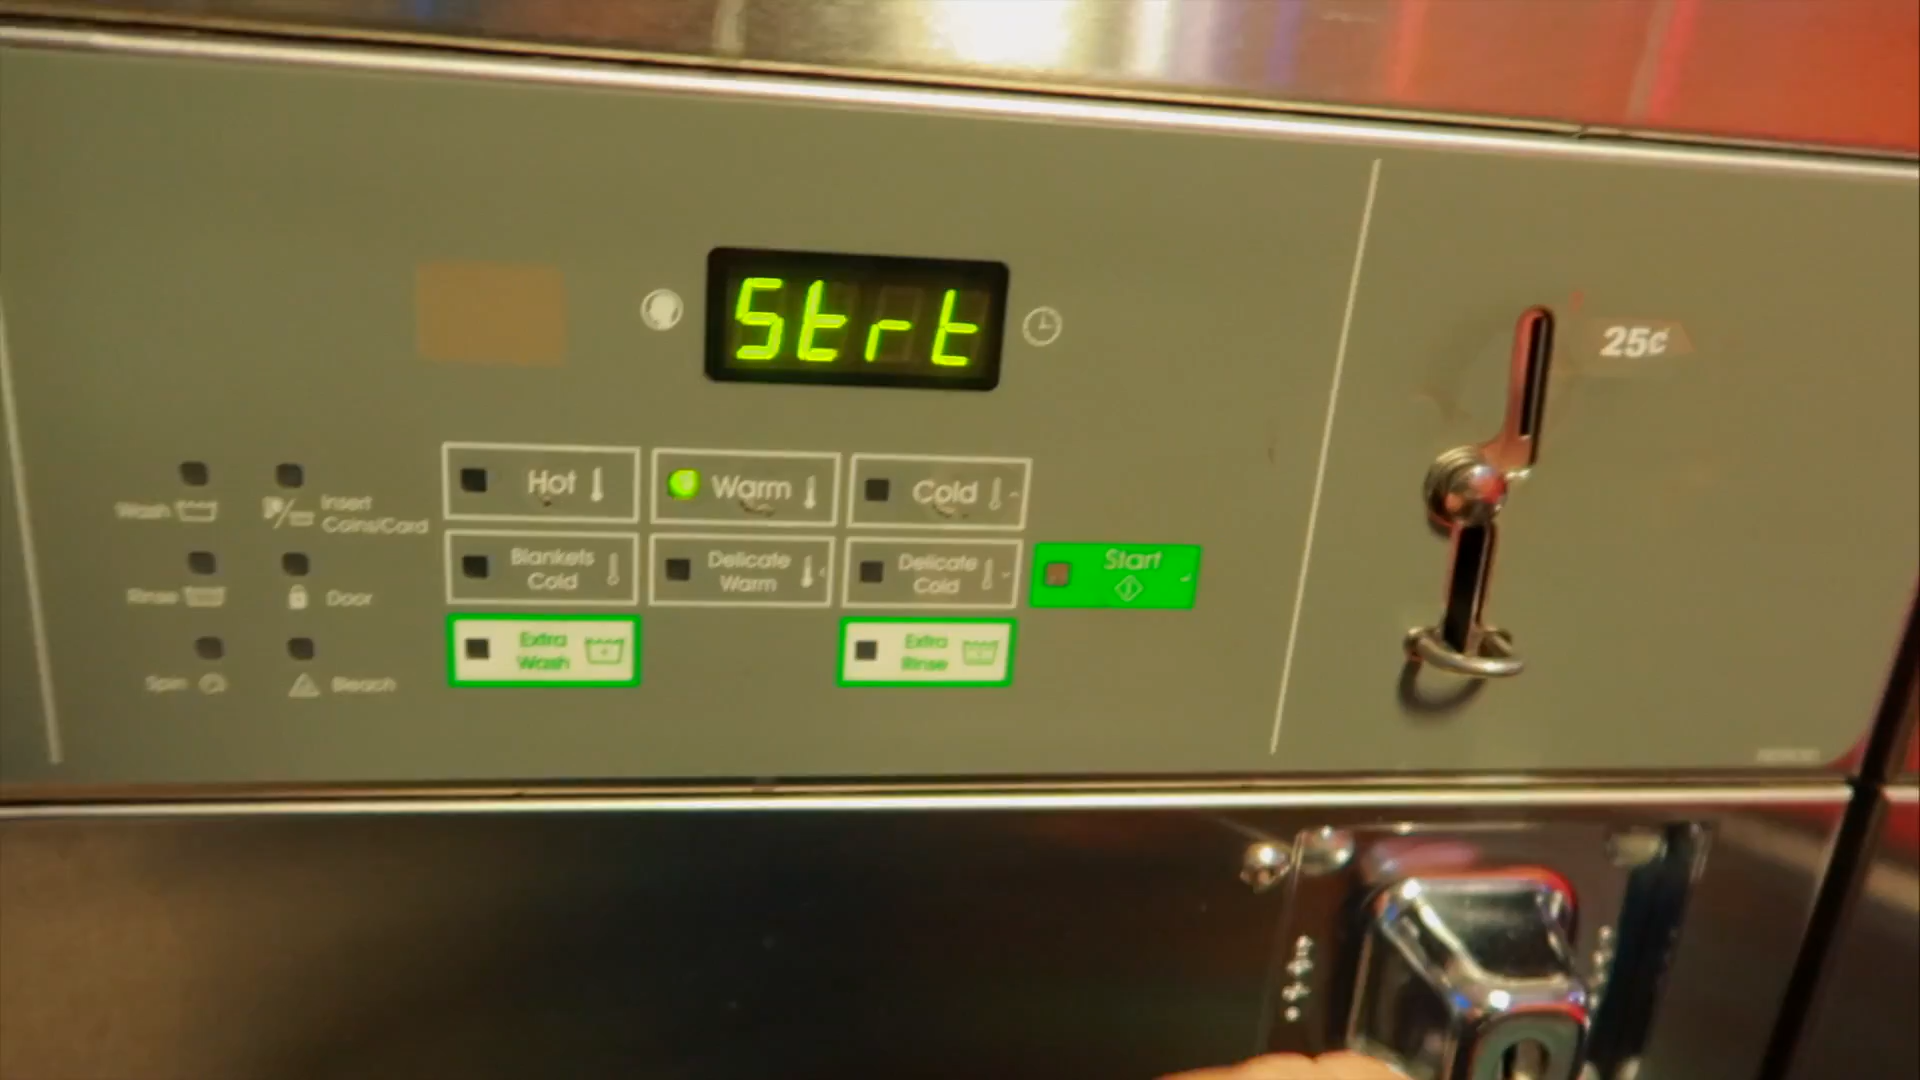 Strt
25¢
Hot
Warm
Cold
Wash
Insert
Coins/Card
Blankets
Cold
Delicate
Warm
Delicate
Cold
Start
Rinse
Door
Extra
Wash
Extra
Rinse
Spin
Bleach